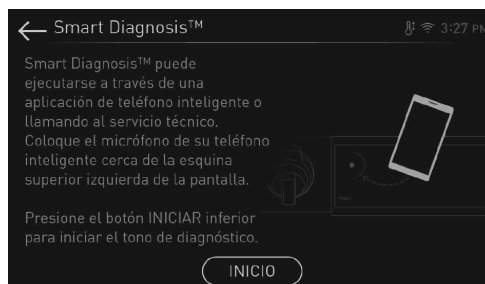 Smart Diagnosis™
3:27 PM
Smart Diagnosis™ puede
ejecutarse a través de una
aplicación de teléfono inteligente o
llamando al servicio técnico.
Coloque el micrófono de su teléfono
inteligente cerca de la esquina
superior izquierda de la pantalla.
Presione el botón INICIAR inferior
para iniciar el tono de diagnóstico.
INICIO